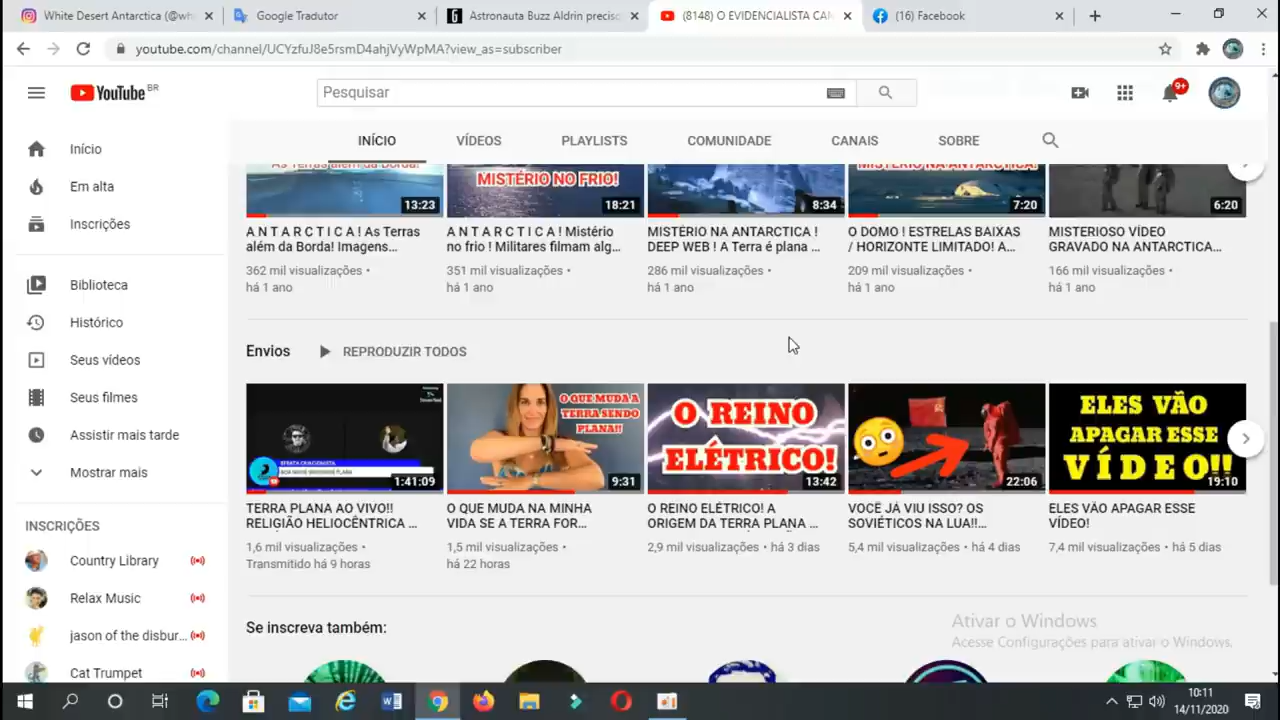 White Desert Antarctica (@wh
Google Tradutor
Astronauta Buzz Aldrin preciso
(8148) O EVIDENCIALISTA CAN
(16) Facebook
youtube.com/channel/UCYzfuJ8e5rsmD4ahjVyWpMA?view_as=subscriber
YouTube BR
Pesquisar
9+
INÍCIO
VÍDEOS
PLAYLISTS
COMUNIDADE
CANAIS
SOBRE
Início
Em alta
Inscrições
Biblioteca
Histórico
Seus vídeos
Seus filmes
Assistir mais tarde
Mostrar mais
INSCRIÇÕES
Country Library
Relax Music
jason of the disbur...
Cat Trumpet
As Terras além da Borda!
13:23
MISTÉRIO NO FRIO!
18:21
8:34
MISTÉRIO NA ANTARCTICA!
7:20
6:20
A N T A R C T I C A ! As Terras
além da Borda! Imagens...
362 mil visualizações •
há 1 ano
A N T A R C T I C A ! Mistério
no frio ! Militares filmam alg...
351 mil visualizações •
há 1 ano
MISTÉRIO NA ANTARCTICA !
DEEP WEB ! A Terra é plana ...
286 mil visualizações •
há 1 ano
O DOMO ! ESTRELAS BAIXAS
/ HORIZONTE LIMITADO! A...
209 mil visualizações •
há 1 ano
MISTERIOSO VÍDEO
GRAVADO NA ANTARCTICA...
166 mil visualizações •
há 1 ano
Envios
REPRODUZIR TODOS
1:41:09
O QUE MUDA A
TERRA SENDO
PLANA!!
9:31
O REINO
ELÉTRICO!
13:42
22:06
ELES VÃO
APAGAR ESSE
VÍDEO!!
19:10
TERRA PLANA AO VIVO!!
RELIGIÃO HELIOCÊNTRICA ...
1,6 mil visualizações •
Transmitido há 9 horas
O QUE MUDA NA MINHA
VIDA SE A TERRA FOR...
1,5 mil visualizações •
há 22 horas
O REINO ELÉTRICO! A
ORIGEM DA TERRA PLANA ...
2,9 mil visualizações • há 3 dias
VOCÊ JÁ VIU ISSO? OS
SOVIÉTICOS NA LUA!!...
5,4 mil visualizações • há 4 dias
ELES VÃO APAGAR ESSE
VÍDEO!
7,4 mil visualizações • há 5 dias
Se inscreva também:
Ativar o Windows
Acesse Configurações para ativar o Windows.
10:11
14/11/2020